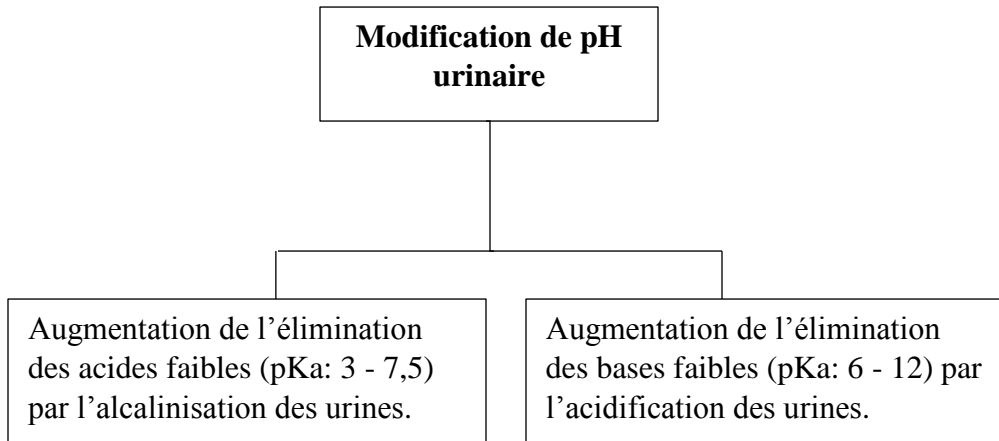 Modification de pH
urinaire
Augmentation de l’élimination
des acides faibles (pKa: 3 - 7,5)
par l’alcalinisation des urines.
Augmentation de l’élimination
des bases faibles (pKa: 6 - 12) par
l’acidification des urines.